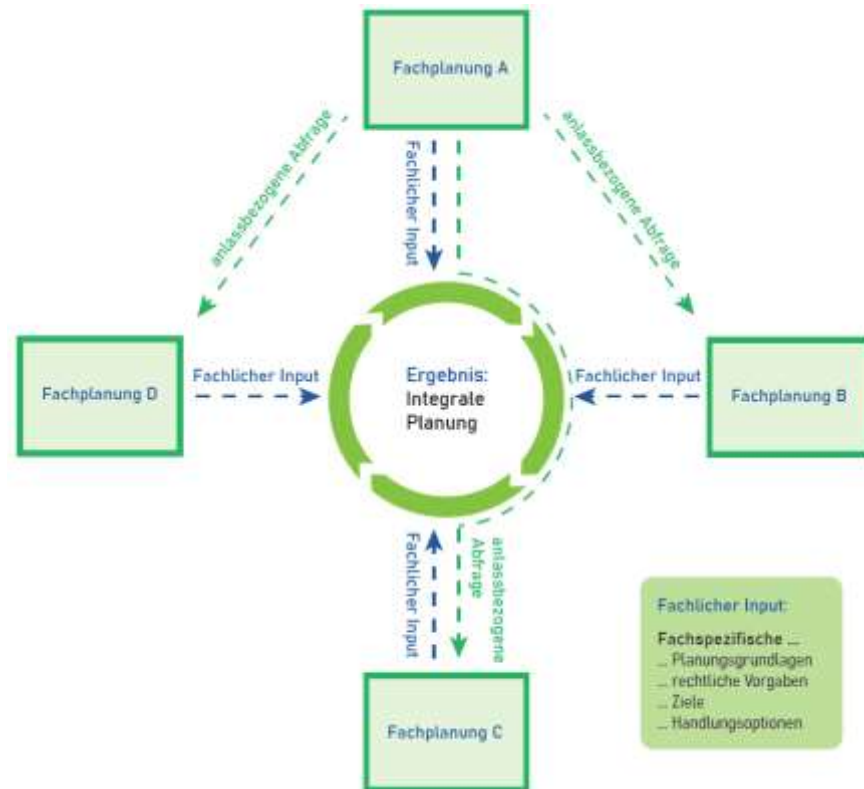 Fachplanung A
anlassbezogene Abfrage
Fachlicher Input
anlassbezogene Abfrage
Fachplanung D
Fachlicher Input
Ergebnis:
Integrale
Planung
Fachlicher Input
Fachplanung B
Fachlicher Input
anlassbezogene
Abfrage
Fachplanung C
Fachlicher Input:
Fachspezifische ...
... Planungsgrundlagen
... rechtliche Vorgaben
... Ziele
... Handlungsoptionen